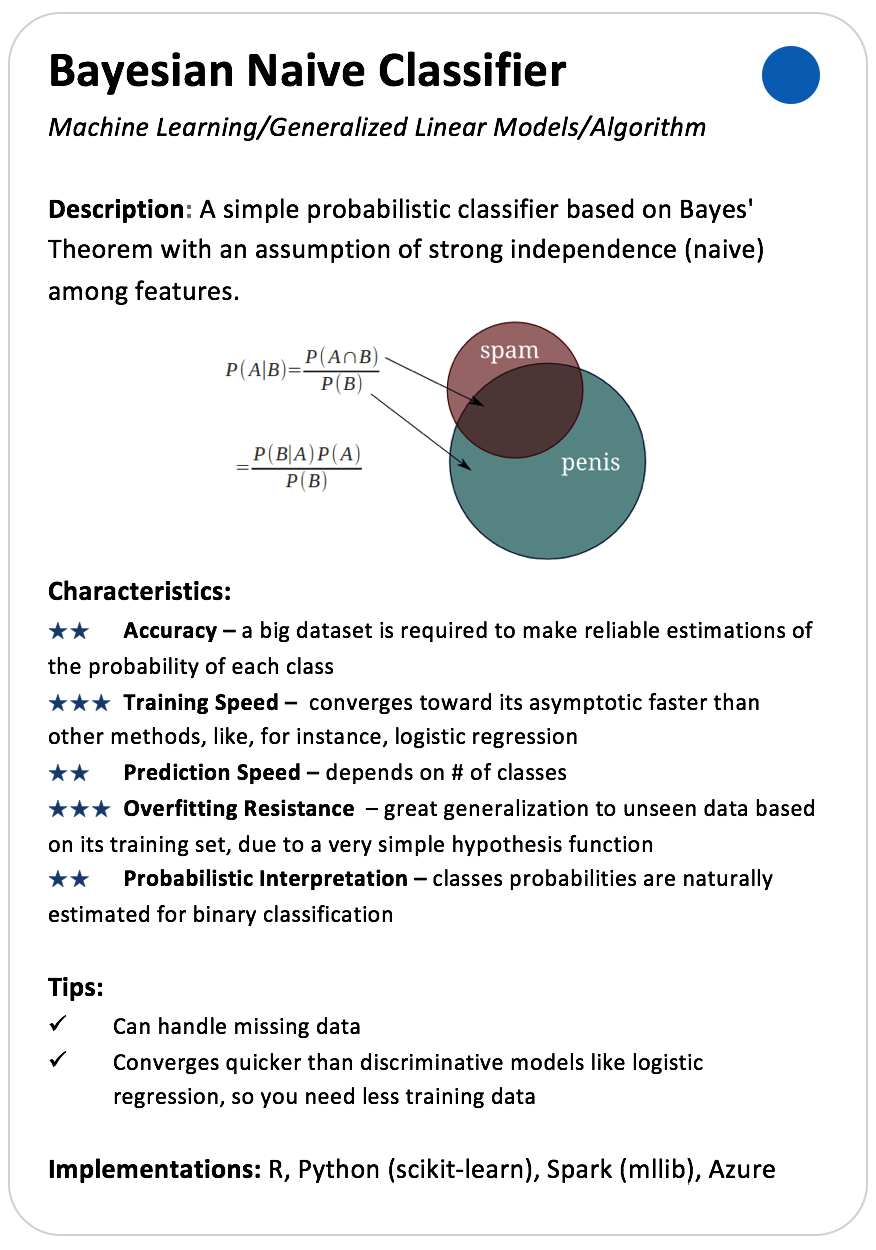 Bayesian Naive Classifier
Machine Learning/Generalized Linear Models/Algorithm
Description: A simple probabilistic classifier based on Bayes'
Theorem with an assumption of strong independence (naive)
among features.
P(A|B)=P(A∩B)/P(B)
=P(B|A)P(A)/P(B)
spam
penis
Characteristics:
★★ Accuracy – a big dataset is required to make reliable estimations of
the probability of each class
★★★ Training Speed – converges toward its asymptotic faster than
other methods, like, for instance, logistic regression
★★ Prediction Speed – depends on # of classes
★★★ Overfitting Resistance – great generalization to unseen data based
on its training set, due to a very simple hypothesis function
★★ Probabilistic Interpretation – classes probabilities are naturally
estimated for binary classification
Tips:
✓ Can handle missing data
✓ Converges quicker than discriminative models like logistic
regression, so you need less training data
Implementations: R, Python (scikit-learn), Spark (mllib), Azure